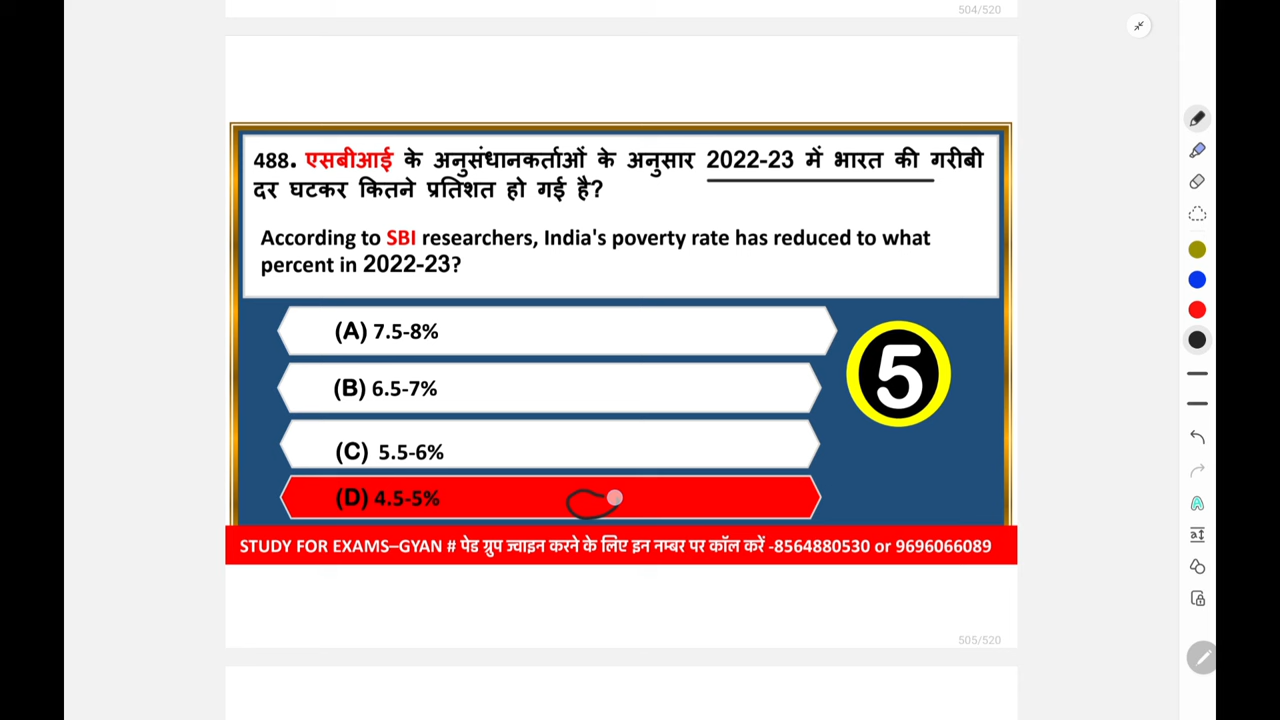 504/520
488. एसबीआई के अनुसंधानकर्ताओं के अनुसार 2022-23 में भारत की गरीबी
दर घटकर कितने प्रतिशत हो गई है?
According to SBI researchers, India's poverty rate has reduced to what
percent in 2022-23?
(A) 7.5-8%
(B) 6.5-7%
(C) 5.5-6%
(D) 4.5-5%
5
STUDY FOR EXAMS–GYAN # पेड ग्रुप ज्वाइन करने के लिए इन नम्बर पर कॉल करें -8564880530 or 9696066089
505/520